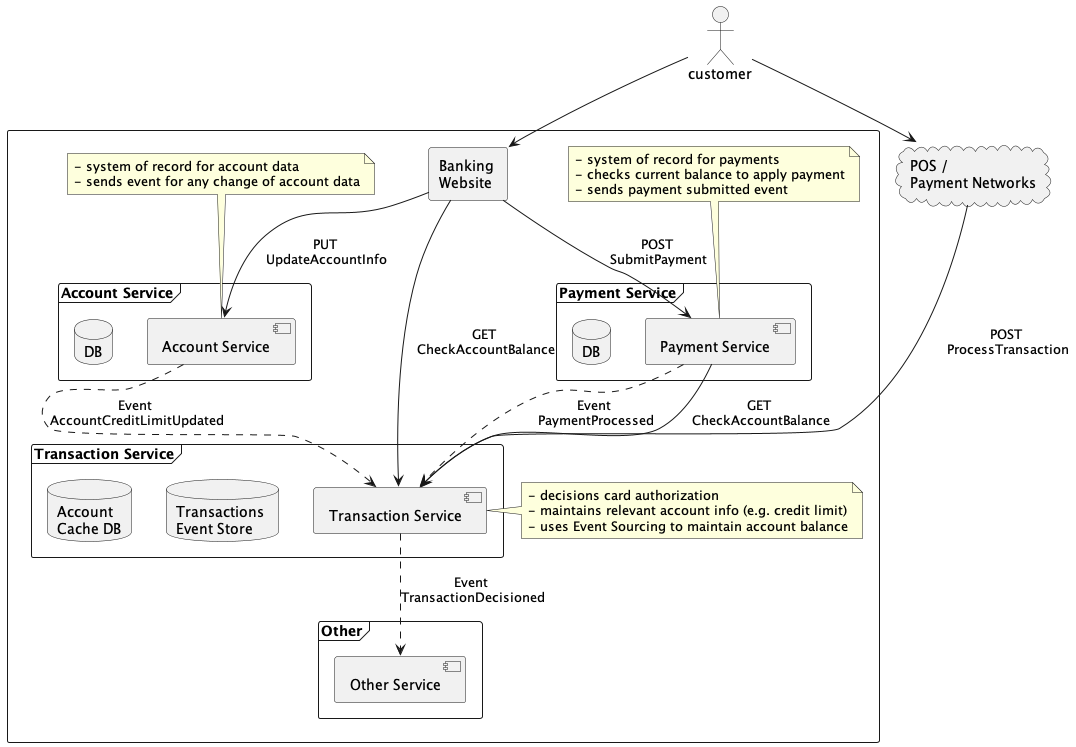 customer
- system of record for account data
- sends event for any change of account data
Banking
Website
- system of record for payments
- checks current balance to apply payment
- sends payment submitted event
POS /
Payment Networks
PUT
UpdateAccountInfo
POST
SubmitPayment
Account Service
DB
Account Service
GET
CheckAccountBalance
Payment Service
DB
Payment Service
POST
ProcessTransaction
Event
AccountCreditLimitUpdated
Event
PaymentProcessed
GET
CheckAccountBalance
Transaction Service
Account
Cache DB
Transactions
Event Store
Transaction Service
- decisions card authorization
- maintains relevant account info (e.g. credit limit)
- uses Event Sourcing to maintain account balance
Event
TransactionDecisioned
Other
Other Service